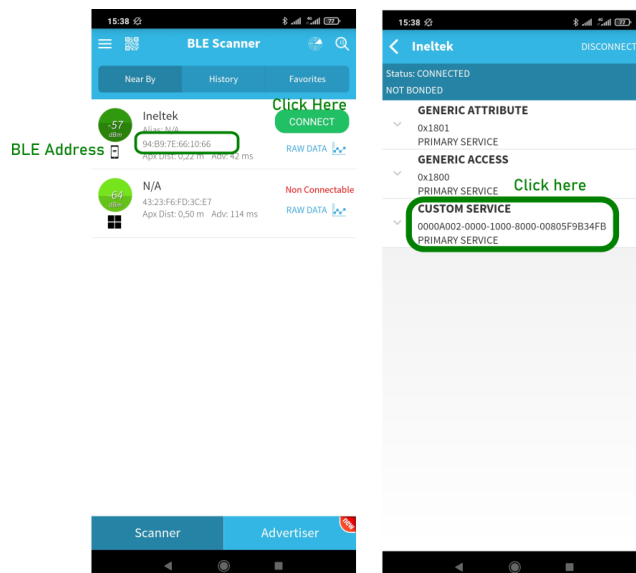 15:38
77
BLE Scanner
Near By
History
Favorites
-57
dBm
Ineltek
Alias: N/A
94:B9:7E:66:10:66
Apx Dist: 0,22 m Adv: 42 ms
Click Here
CONNECT
RAW DATA
BLE Address
-64
dBm
N/A
43:23:F6:FD:3C:E7
Apx Dist: 0,50 m Adv: 114 ms
Non Connectable
RAW DATA
Scanner
Advertiser
new
15:38
77
Ineltek
DISCONNECT
Status: CONNECTED
NOT BONDED
GENERIC ATTRIBUTE
0x1801
PRIMARY SERVICE
GENERIC ACCESS
0x1800
PRIMARY SERVICE
Click here
CUSTOM SERVICE
0000A002-0000-1000-8000-00805F9B34FB
PRIMARY SERVICE